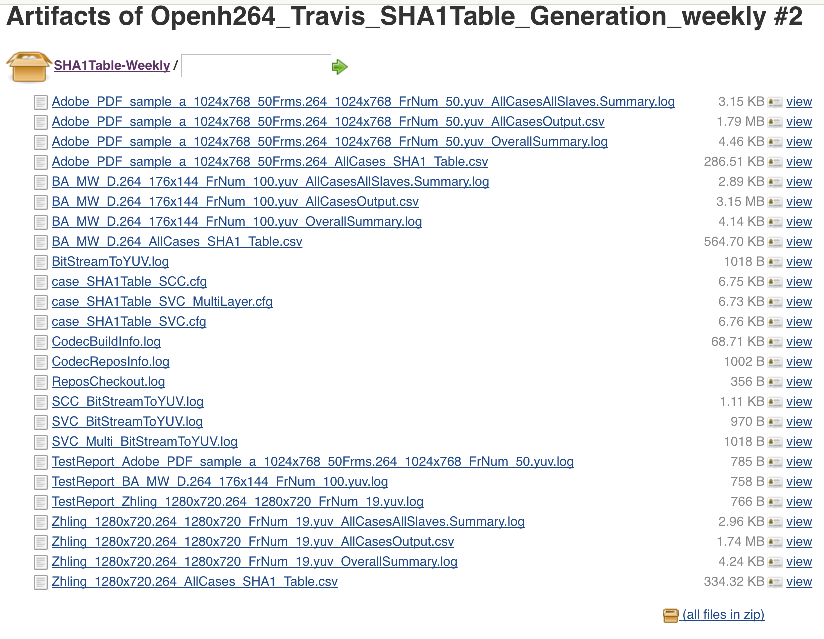 Artifacts of Openh264_Travis_SHA1Table_Generation_weekly #2
SHA1Table-Weekly /
Adobe_PDF_sample_a_1024x768_50Frms.264_1024x768_FrNum_50.yuv_AllCasesAllSlaves.Summary.log 3.15 KB view
Adobe_PDF_sample_a_1024x768_50Frms.264_1024x768_FrNum_50.yuv_AllCasesOutput.csv 1.79 MB view
Adobe_PDF_sample_a_1024x768_50Frms.264_1024x768_FrNum_50.yuv_OverallSummary.log 4.46 KB view
Adobe_PDF_sample_a_1024x768_50Frms.264_AllCases_SHA1_Table.csv 286.51 KB view
BA_MW_D.264_176x144_FrNum_100.yuv_AllCasesAllSlaves.Summary.log 2.89 KB view
BA_MW_D.264_176x144_FrNum_100.yuv_AllCasesOutput.csv 3.15 MB view
BA_MW_D.264_176x144_FrNum_100.yuv_OverallSummary.log 4.14 KB view
BA_MW_D.264_AllCases_SHA1_Table.csv 564.70 KB view
BitStreamToYUV.log 1018 B view
case_SHA1Table_SCC.cfg 6.75 KB view
case_SHA1Table_SVC_MultiLayer.cfg 6.73 KB view
case_SHA1Table_SVC.cfg 6.76 KB view
CodecBuildInfo.log 68.71 KB view
CodecReposInfo.log 1002 B view
ReposCheckout.log 356 B view
SCC_BitStreamToYUV.log 1.11 KB view
SVC_BitStreamToYUV.log 970 B view
SVC_Multi_BitStreamToYUV.log 1018 B view
TestReport_Adobe_PDF_sample_a_1024x768_50Frms.264_1024x768_FrNum_50.yuv.log 785 B view
TestReport_BA_MW_D.264_176x144_FrNum_100.yuv.log 758 B view
TestReport_Zhling_1280x720.264_1280x720_FrNum_19.yuv.log 766 B view
Zhling_1280x720.264_1280x720_FrNum_19.yuv_AllCasesAllSlaves.Summary.log 2.96 KB view
Zhling_1280x720.264_1280x720_FrNum_19.yuv_AllCasesOutput.csv 1.74 MB view
Zhling_1280x720.264_1280x720_FrNum_19.yuv_OverallSummary.log 4.24 KB view
Zhling_1280x720.264_AllCases_SHA1_Table.csv 334.32 KB view
(all files in zip)